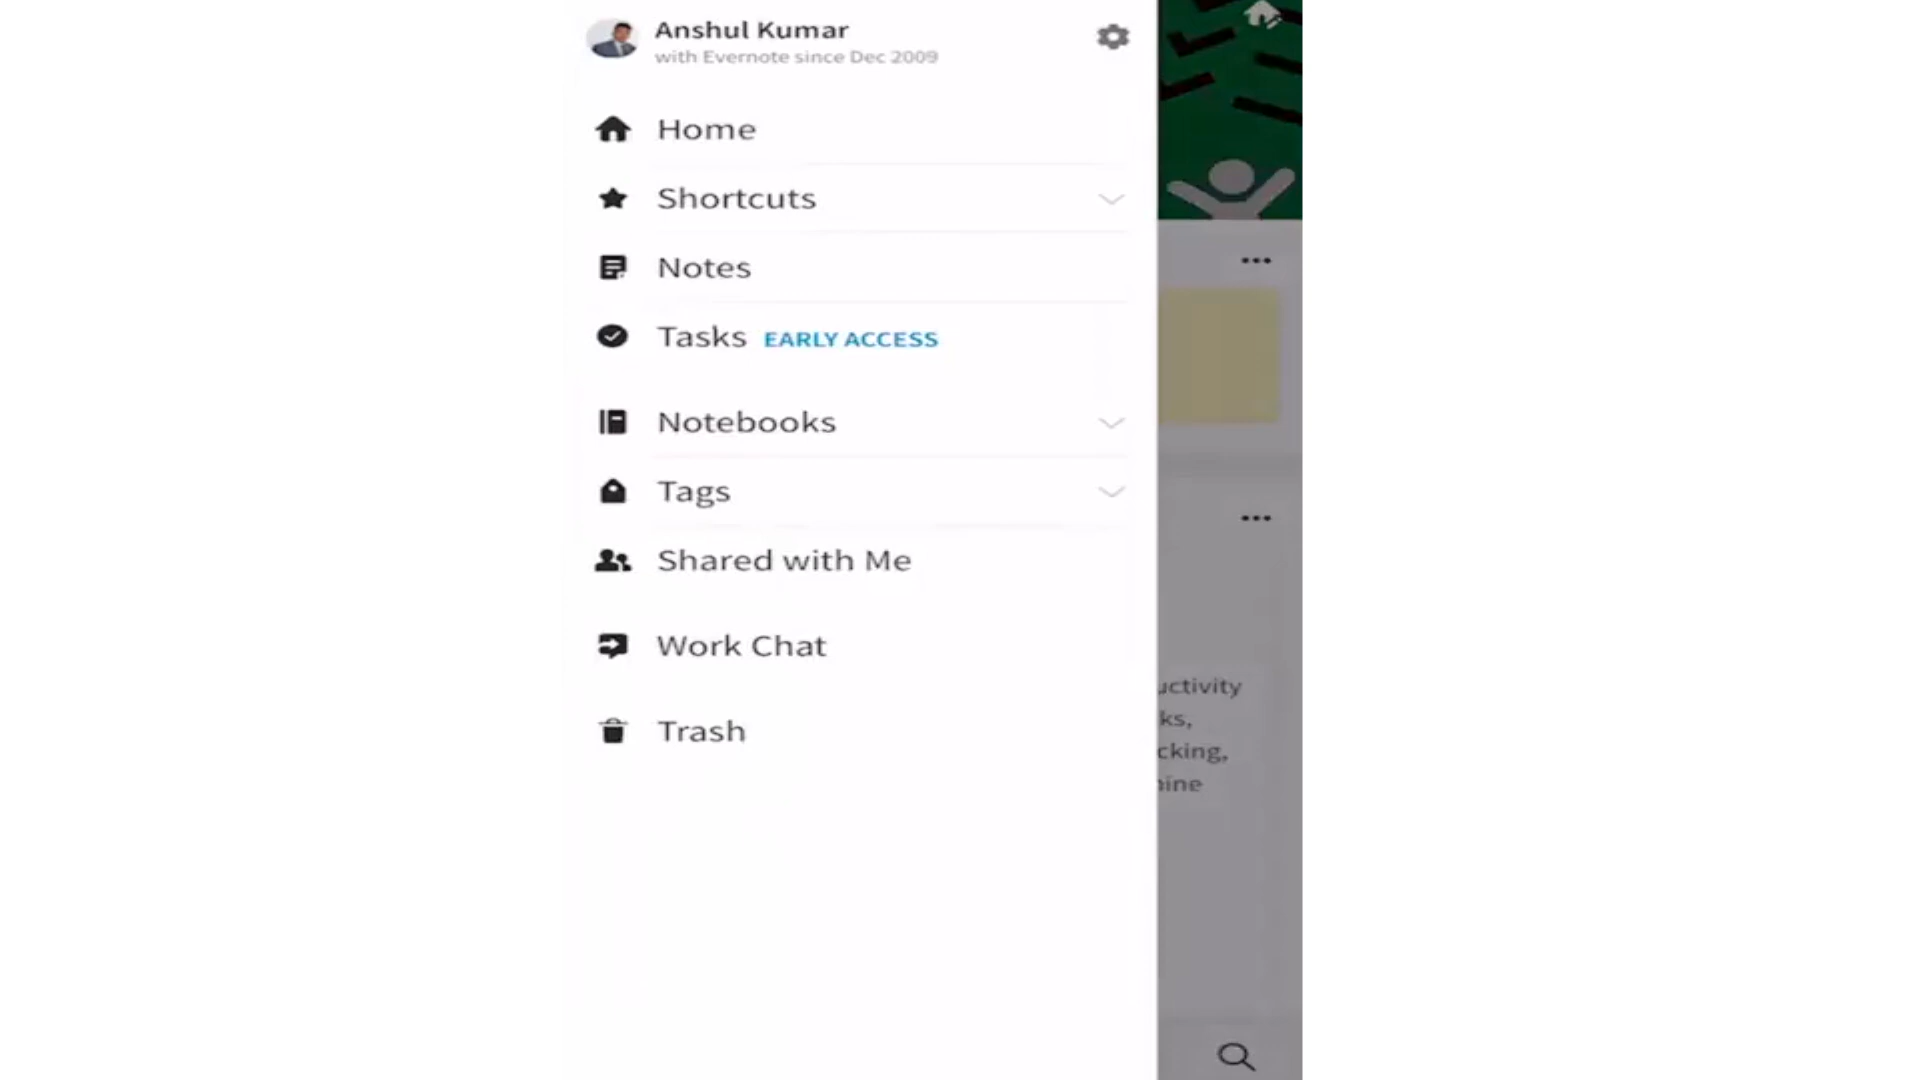 Anshul Kumar
with Evernote since Dec 2009
Home
Shortcuts
Notes
Tasks EARLY ACCESS
Notebooks
Tags
Shared with Me
Work Chat
Trash